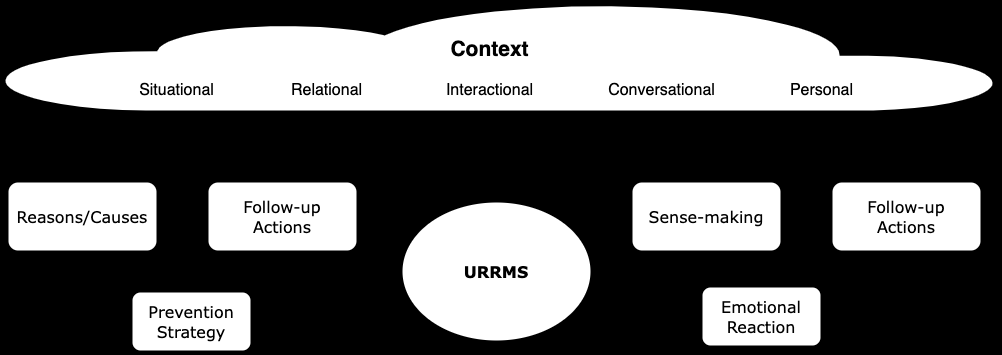 Context
Situational Relational Interactional Conversational Personal
Reasons/Causes
Follow-up
Actions
Sense-making
Follow-up
Actions
URRMS
Prevention
Strategy
Emotional
Reaction